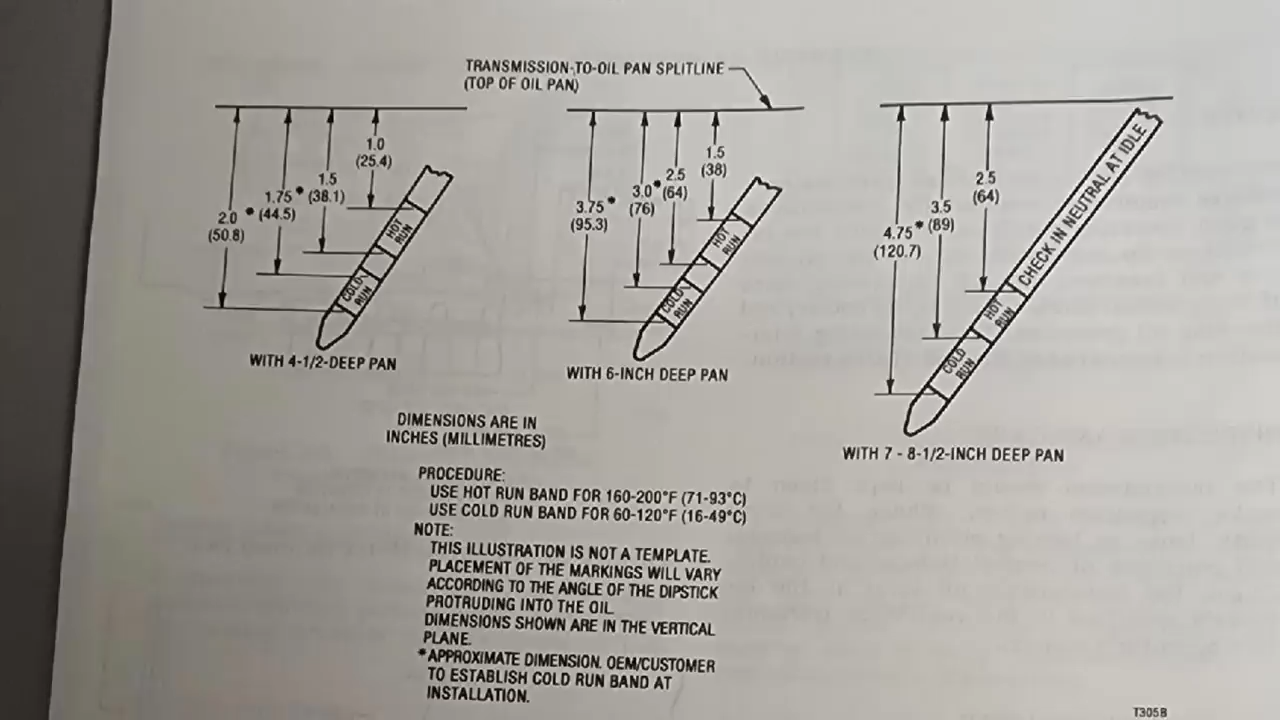 TRANSMISSION-TO-OIL PAN SPLITLINE
(TOP OF OIL PAN)
1.0
(25.4)
1.5
(38.1)
1.75 *
(44.5)
2.0 *
(50.8)
HOT
RUN
COLD
RUN
WITH 4-1/2-DEEP PAN
1.5
(38)
2.5
(64)
3.0 *
(76)
3.75 *
(95.3)
HOT
RUN
COLD
RUN
WITH 6-INCH DEEP PAN
2.5
(64)
3.5
(89)
4.75 *
(120.7)
CHECK IN NEUTRAL AT IDLE
HOT
RUN
COLD
RUN
WITH 7 - 8-1/2-INCH DEEP PAN
DIMENSIONS ARE IN
INCHES (MILLIMETRES)
PROCEDURE:
USE HOT RUN BAND FOR 160-200°F (71-93°C)
USE COLD RUN BAND FOR 60-120°F (16-49°C)
NOTE:
THIS ILLUSTRATION IS NOT A TEMPLATE.
PLACEMENT OF THE MARKINGS WILL VARY
ACCORDING TO THE ANGLE OF THE DIPSTICK
PROTRUDING INTO THE OIL.
DIMENSIONS SHOWN ARE IN THE VERTICAL
PLANE.
*APPROXIMATE DIMENSION. OEM/CUSTOMER
TO ESTABLISH COLD RUN BAND AT
INSTALLATION.
T305B